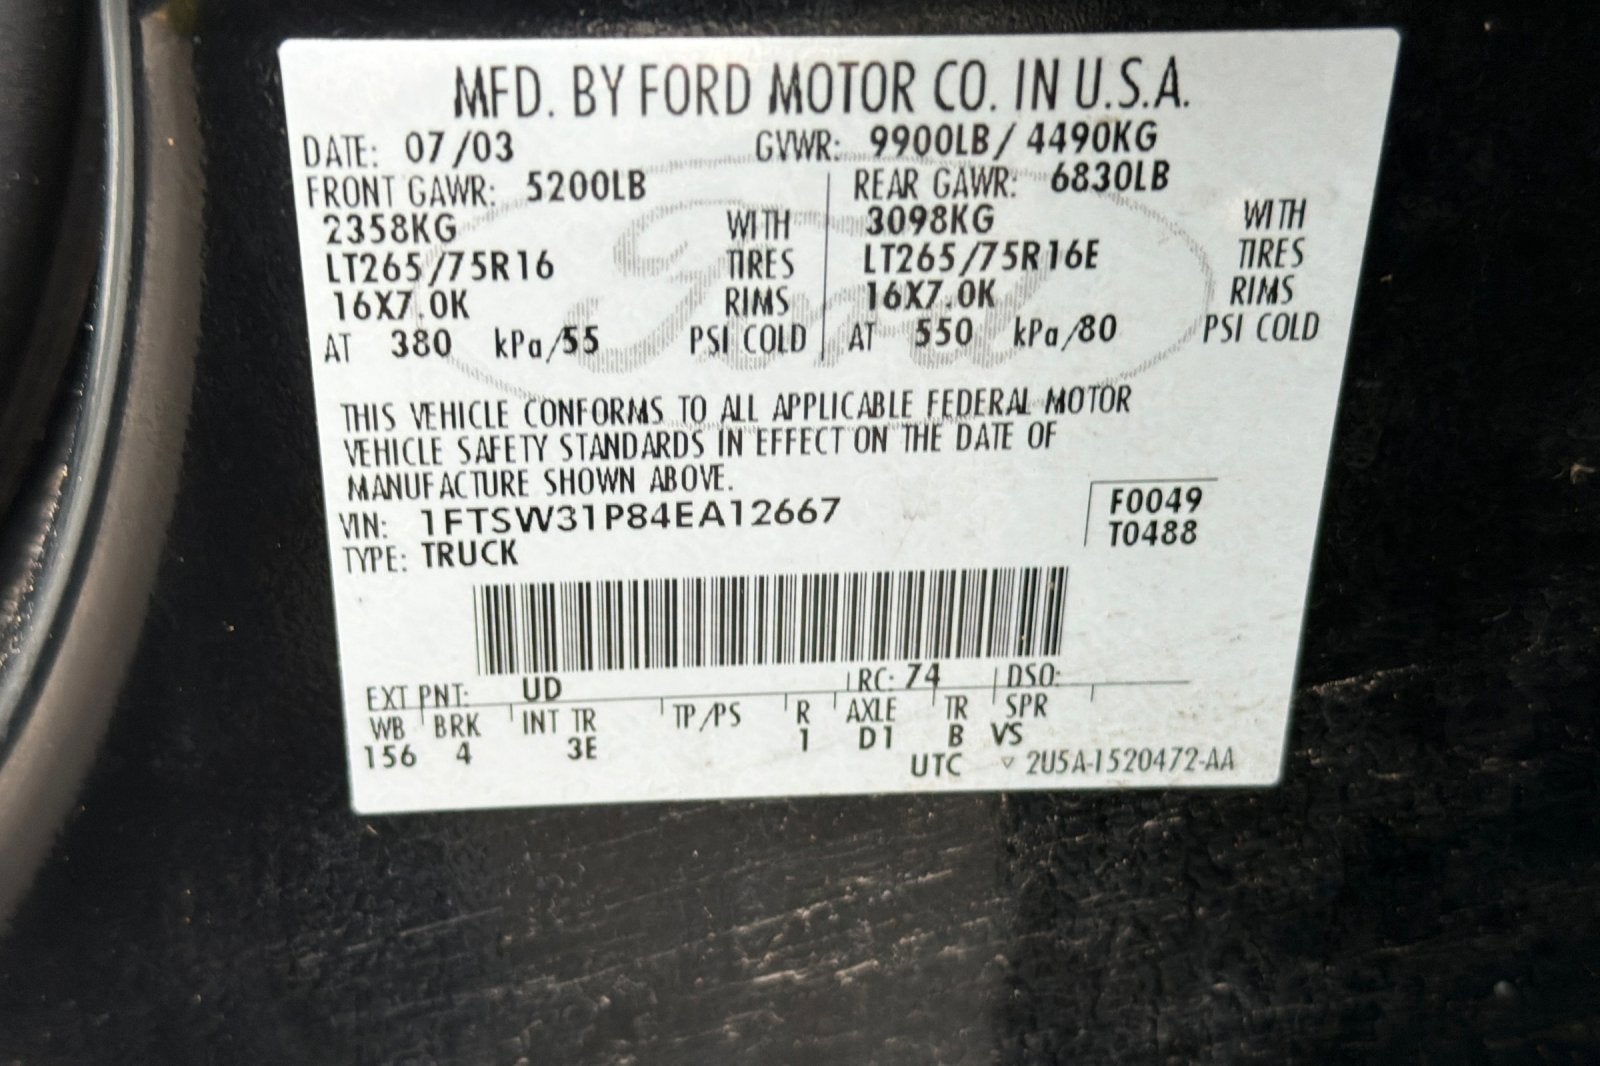 MFD. BY FORD MOTOR CO. IN U.S.A.
DATE: 07/03 GVWR: 9900LB/ 4490KG
FRONT GAWR: 5200LB REAR GAWR: 6830LB
2358KG WITH 3098KG WITH
LT265/75R16 TIRES LT265/75R16E TIRES
16X7.0K RIMS 16X7.0K RIMS
AT 380 kPa/55 PSI COLD AT 550 kPa/80 PSI COLD
Ford
THIS VEHICLE CONFORMS TO ALL APPLICABLE FEDERAL MOTOR
VEHICLE SAFETY STANDARDS IN EFFECT ON THE DATE OF
MANUFACTURE SHOWN ABOVE.
VIN: 1FTSW31P84EA12667 F0049
TYPE: TRUCK T0488
EXT PNT: UD RC: 74 DSO:
WB BRK INT TR TP/PS R AXLE TR SPR
156 4 3E 1 D1 B VS
UTC ▽ 2U5A-1520472-AA